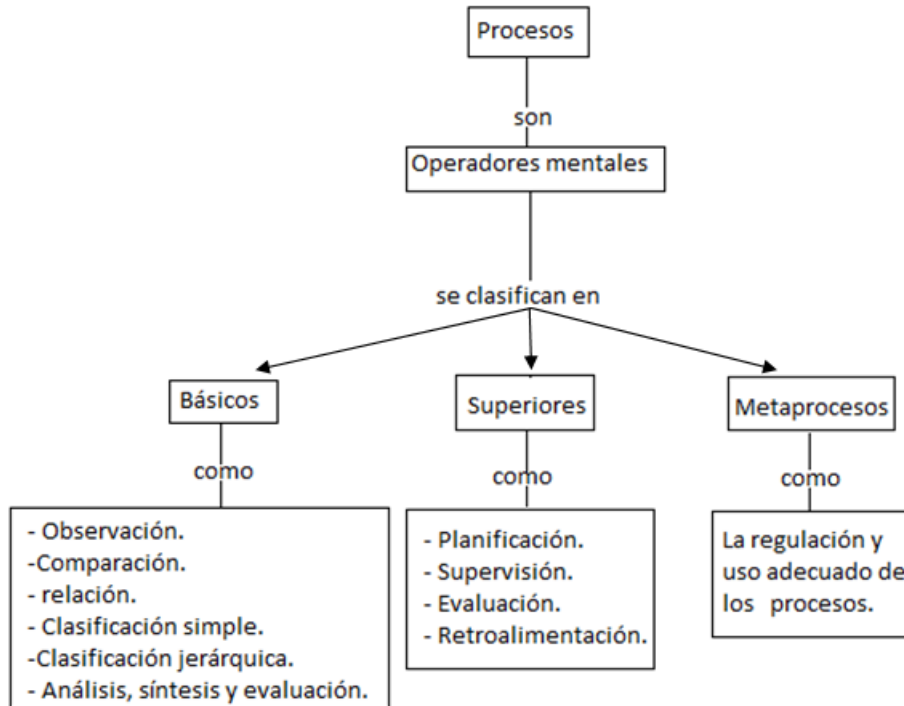 Procesos
son
Operadores mentales
se clasifican en
Básicos
Superiores
Metaprocesos
como
como
como
- Observación.
-Comparación.
- relación.
- Clasificación simple.
-Clasificación jerárquica.
- Análisis, síntesis y evaluación.
- Planificación.
- Supervisión.
- Evaluación.
- Retroalimentación.
La regulación y
uso adecuado de
los procesos.